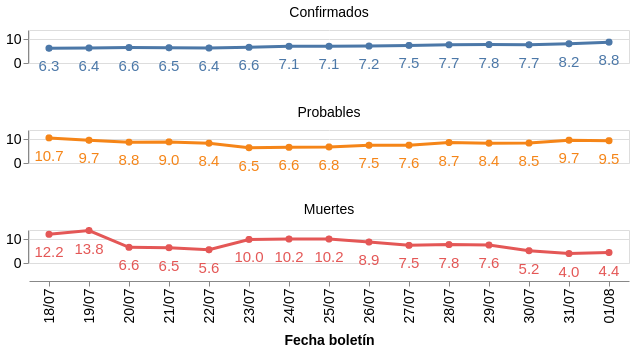 Confirmados
10
0
6.3 6.4 6.6 6.5 6.4 6.6 7.1 7.1 7.2 7.5 7.7 7.8 7.7 8.2 8.8
Probables
10
0
10.7 9.7 8.8 9.0 8.4 6.5 6.6 6.8 7.5 7.6 8.7 8.4 8.5 9.7 9.5
Muertes
10
0
12.2 13.8 6.6 6.5 5.6 10.0 10.2 10.2 8.9 7.5 7.8 7.6 5.2 4.0 4.4
18/07 19/07 20/07 21/07 22/07 23/07 24/07 25/07 26/07 27/07 28/07 29/07 30/07 31/07 01/08
Fecha boletín